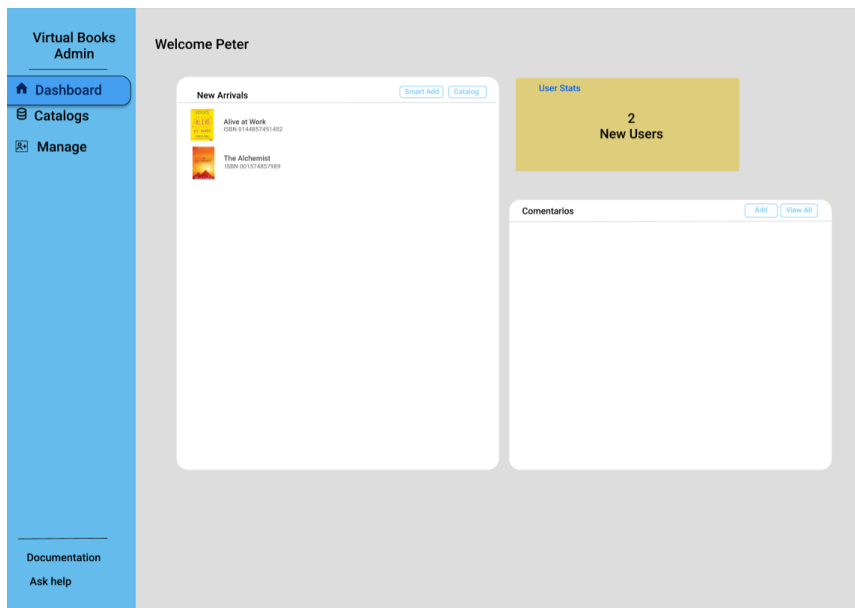 Virtual Books
Admin
Dashboard
Catalogs
Manage
Documentation
Ask help
Welcome Peter
New Arrivals
Smart Add
Catalog
Alive at Work
ISBN 0144857451452
The Alchemist
ISBN 001574857989
User Stats
2
New Users
Comentarios
Add
View All